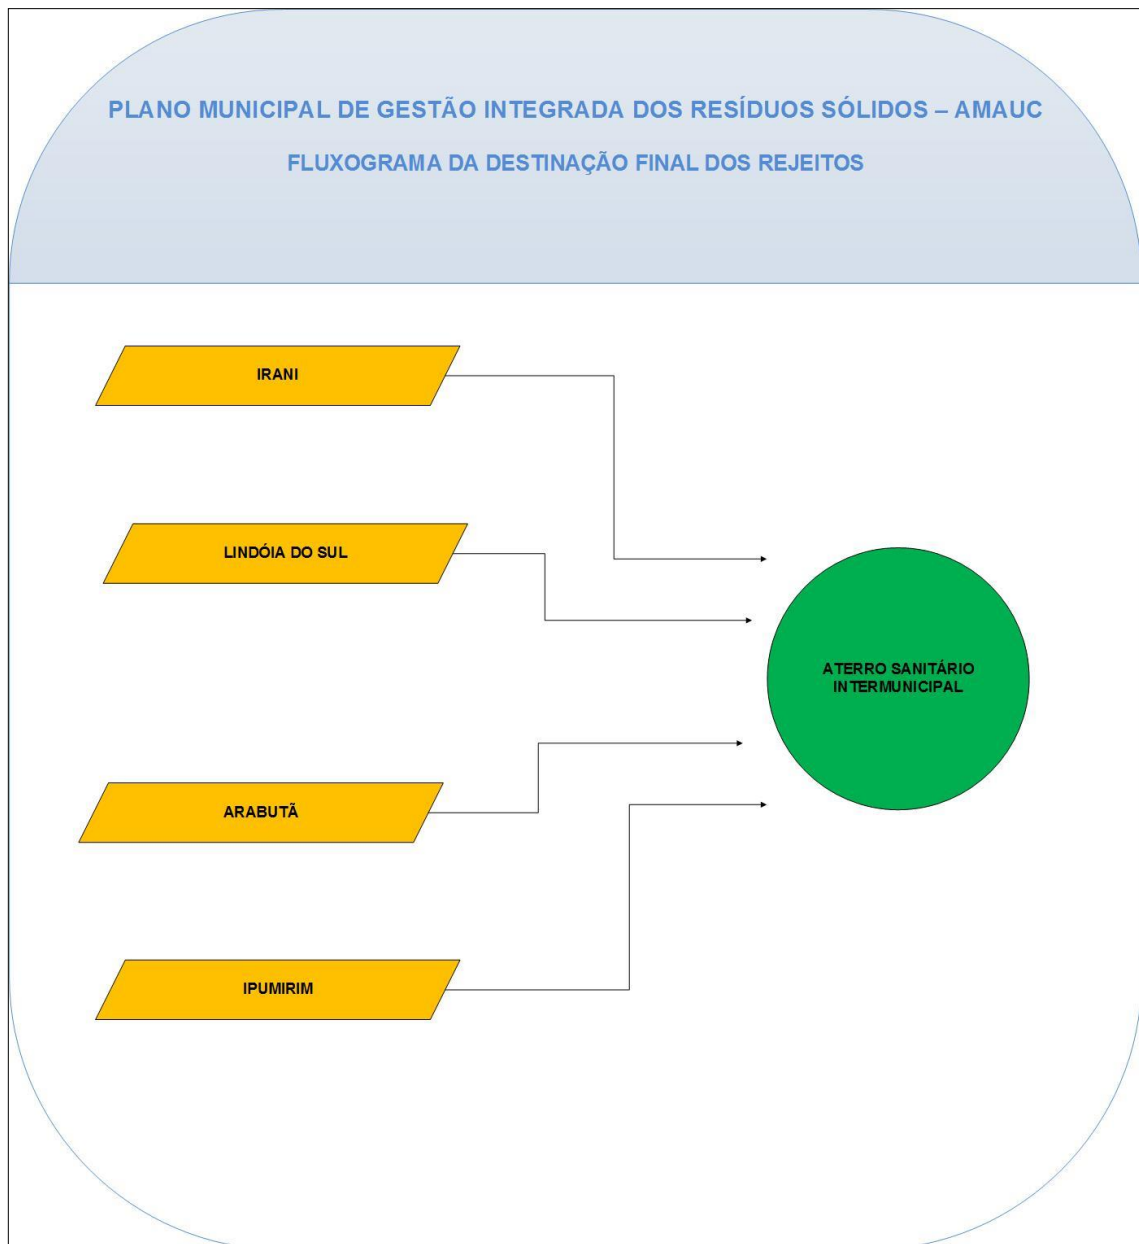 PLANO MUNICIPAL DE GESTÃO INTEGRADA DOS RESÍDUOS SÓLIDOS – AMAUC
FLUXOGRAMA DA DESTINAÇÃO FINAL DOS REJEITOS
IRANI
LINDÓIA DO SUL
ATERRO SANITÁRIO
INTERMUNICIPAL
ARABUTÃ
IPUMIRIM